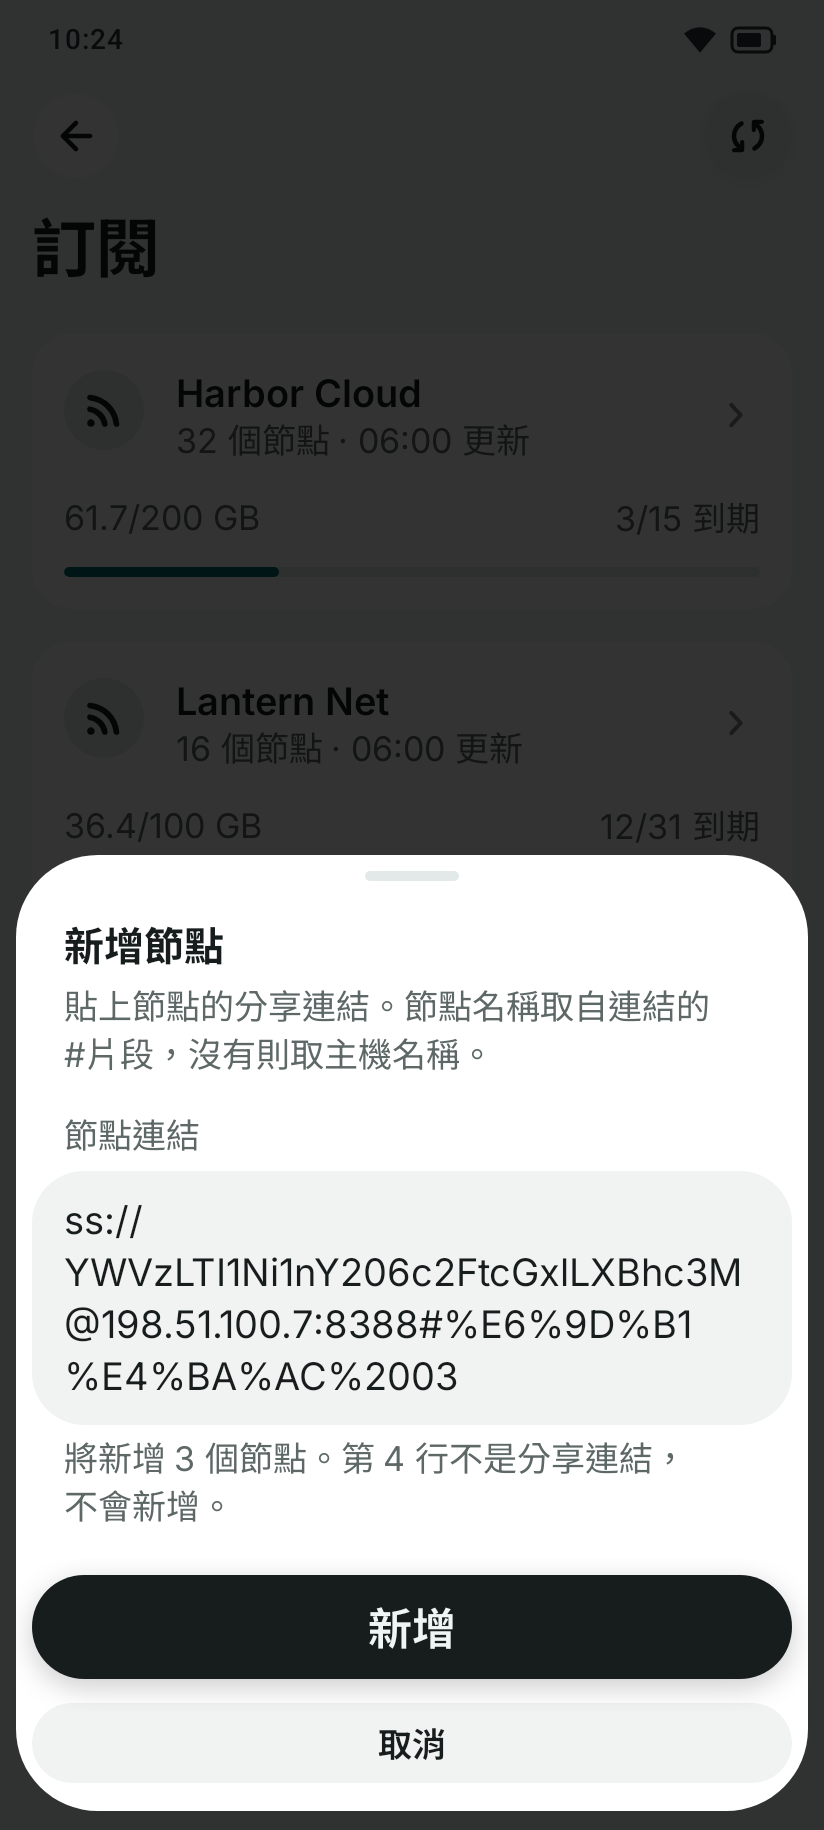 10:24
訂閱
Harbor Cloud
32 個節點 · 06:00 更新
61.7/200 GB
3/15 到期
Lantern Net
16 個節點 · 06:00 更新
36.4/100 GB
12/31 到期
新增節點
貼上節點的分享連結。節點名稱取自連結的
#片段，沒有則取主機名稱。
節點連結
ss://
YWVzLTI1Ni1nY206c2FtcGxlLXBhc3M
@198.51.100.7:8388#%E6%9D%B1
%E4%BA%AC%2003
將新增 3 個節點。第 4 行不是分享連結，
不會新增。
新增
取消